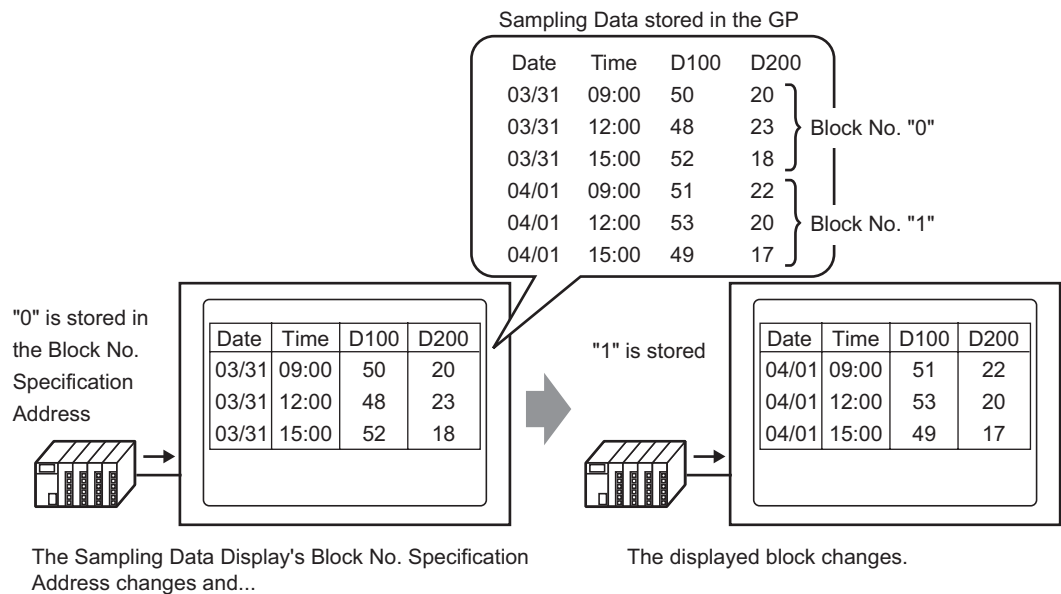 Sampling Data stored in the GP
Date Time D100 D200
03/31 09:00 50 20
03/31 12:00 48 23
03/31 15:00 52 18
Block No. "0"
04/01 09:00 51 22
04/01 12:00 53 20
04/01 15:00 49 17
Block No. "1"
"0" is stored in
the Block No.
Specification
Address
Date Time D100 D200
03/31 09:00 50 20
03/31 12:00 48 23
03/31 15:00 52 18
"1" is stored
Date Time D100 D200
04/01 09:00 51 22
04/01 12:00 53 20
04/01 15:00 49 17
The Sampling Data Display's Block No. Specification
Address changes and...
The displayed block changes.